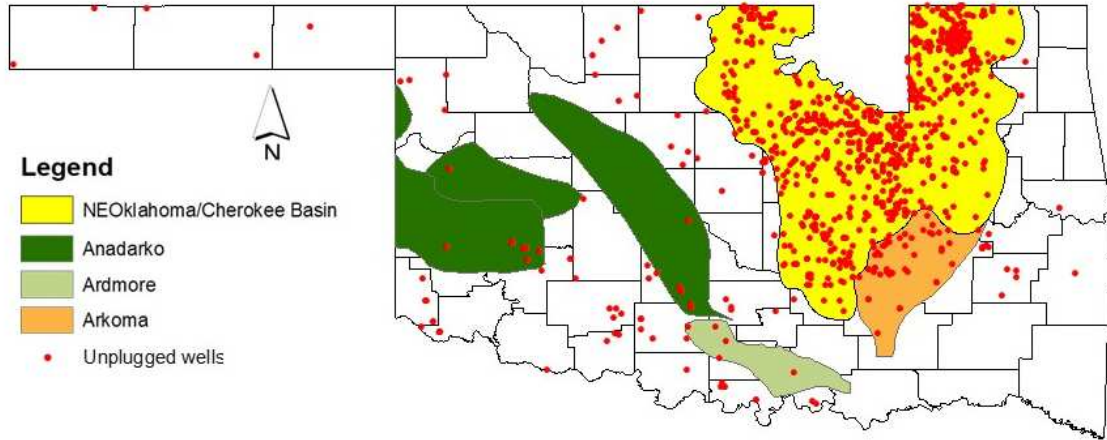 N
Legend
NEOklahoma/Cherokee Basin
Anadarko
Ardmore
Arkoma
Unplugged wells